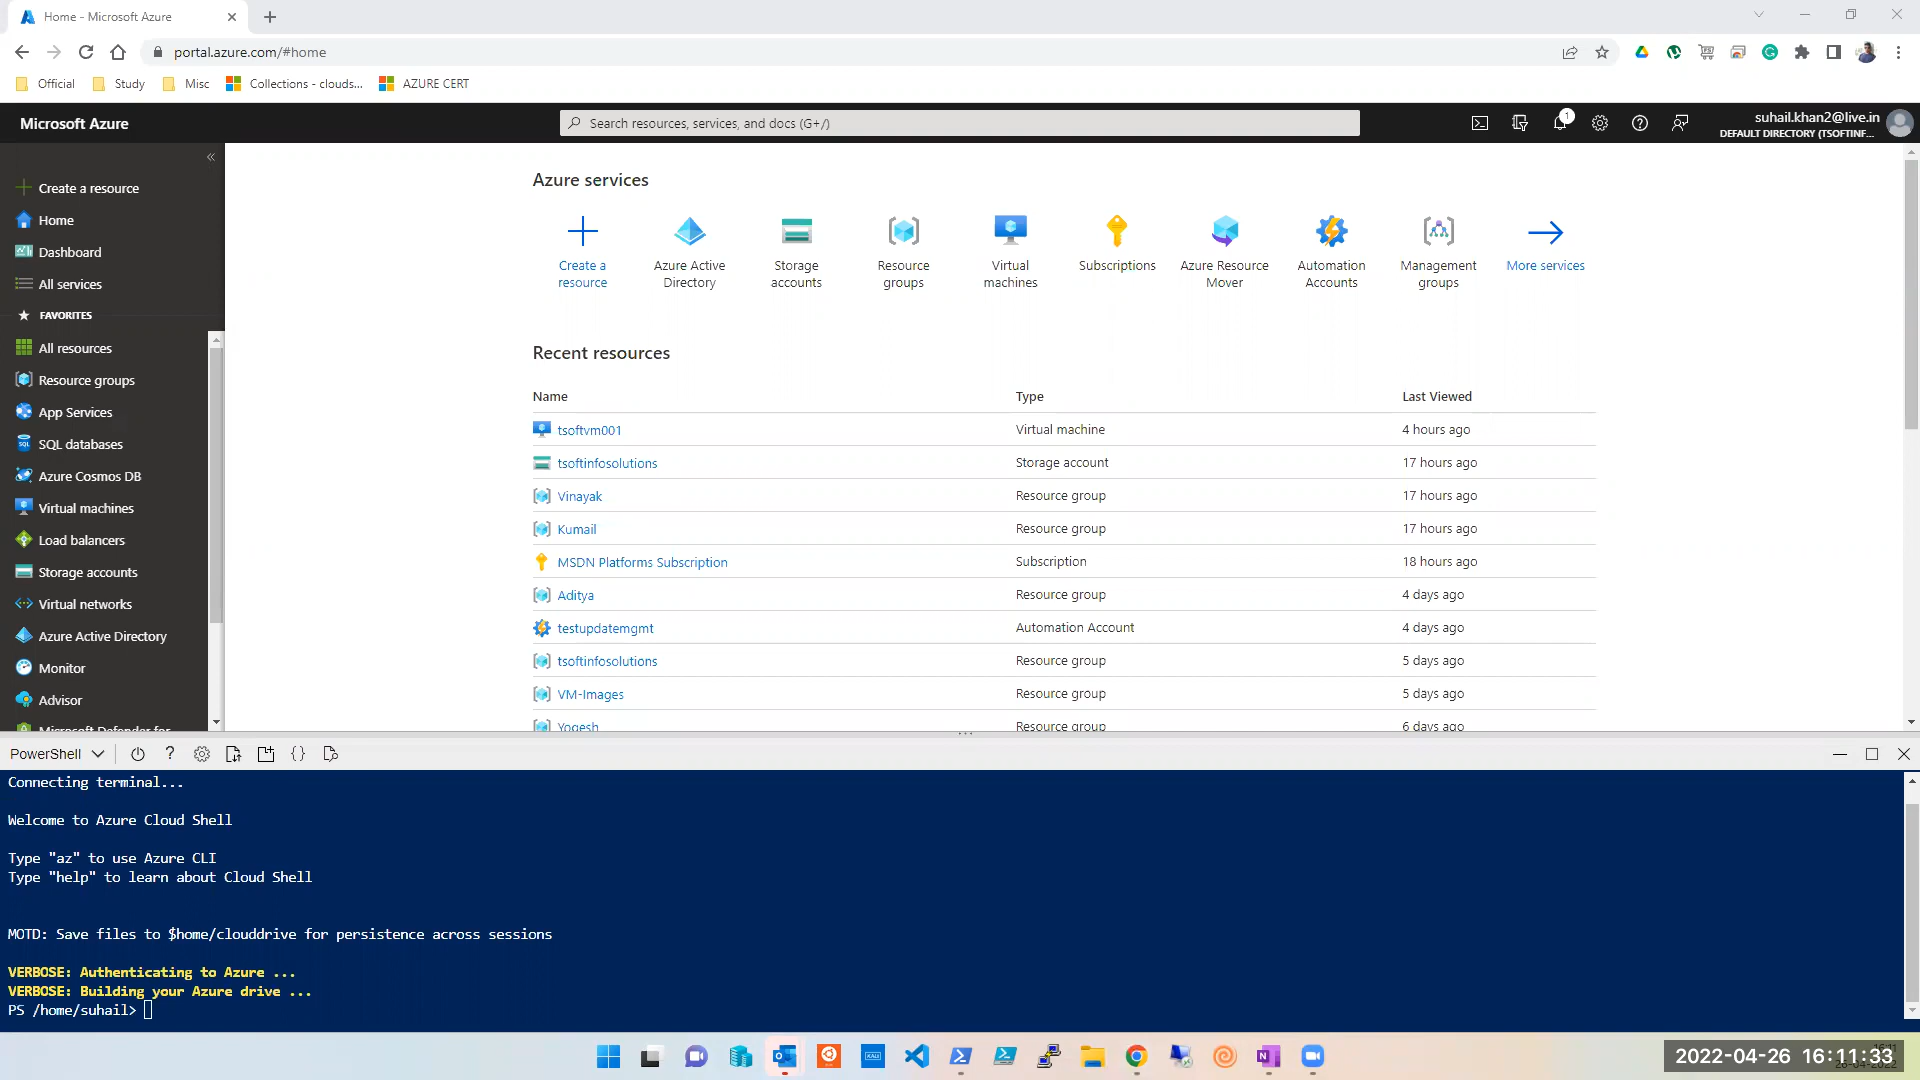 Home - Microsoft Azure
portal.azure.com/#home
Official Study Misc Collections - clouds... AZURE CERT
Microsoft Azure
Search resources, services, and docs (G+/)
1
suhail.khan2@live.in
DEFAULT DIRECTORY (TSOFTINF...
Create a resource
Home
Dashboard
All services
FAVORITES
All resources
Resource groups
App Services
SQL databases
Azure Cosmos DB
Virtual machines
Load balancers
Storage accounts
Virtual networks
Azure Active Directory
Monitor
Advisor
Microsoft Defender for
Azure services
Create a resource
Azure Active Directory
Storage accounts
Resource groups
Virtual machines
Subscriptions
Azure Resource Mover
Automation Accounts
Management groups
More services
Recent resources
Name Type Last Viewed
tsoftvm001 Virtual machine 4 hours ago
tsoftinfosolutions Storage account 17 hours ago
Vinayak Resource group 17 hours ago
Kumail Resource group 17 hours ago
MSDN Platforms Subscription Subscription 18 hours ago
Aditya Resource group 4 days ago
testupdatemgmt Automation Account 4 days ago
tsoftinfosolutions Resource group 5 days ago
VM-Images Resource group 5 days ago
Yogesh Resource group 6 days ago
PowerShell
Connecting terminal...
Welcome to Azure Cloud Shell
Type "az" to use Azure CLI
Type "help" to learn about Cloud Shell
MOTD: Save files to $home/clouddrive for persistence across sessions
VERBOSE: Authenticating to Azure ...
VERBOSE: Building your Azure drive ...
PS /home/suhail>
2022-04-26 16:11:33